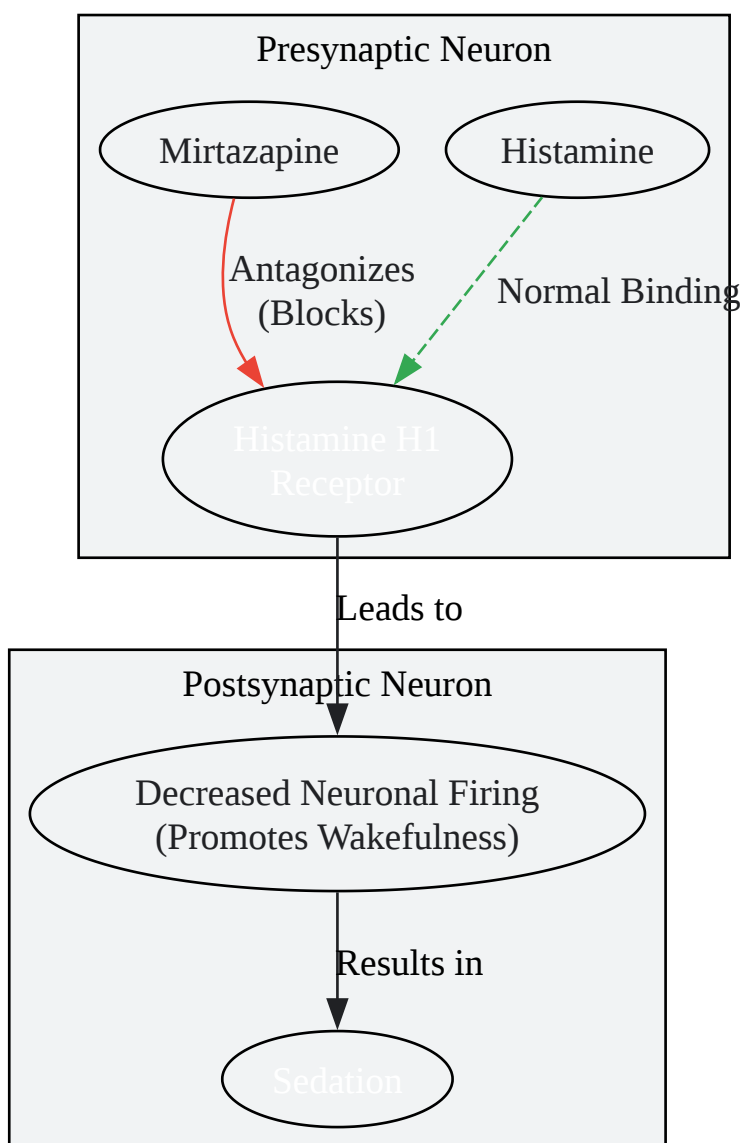 Presynaptic Neuron
Mirtazapine
Histamine
Antagonizes
(Blocks)
Normal Binding
Histamine H1
Receptor
Leads to
Postsynaptic Neuron
Decreased Neuronal Firing
(Promotes Wakefulness)
Results in
Sedation